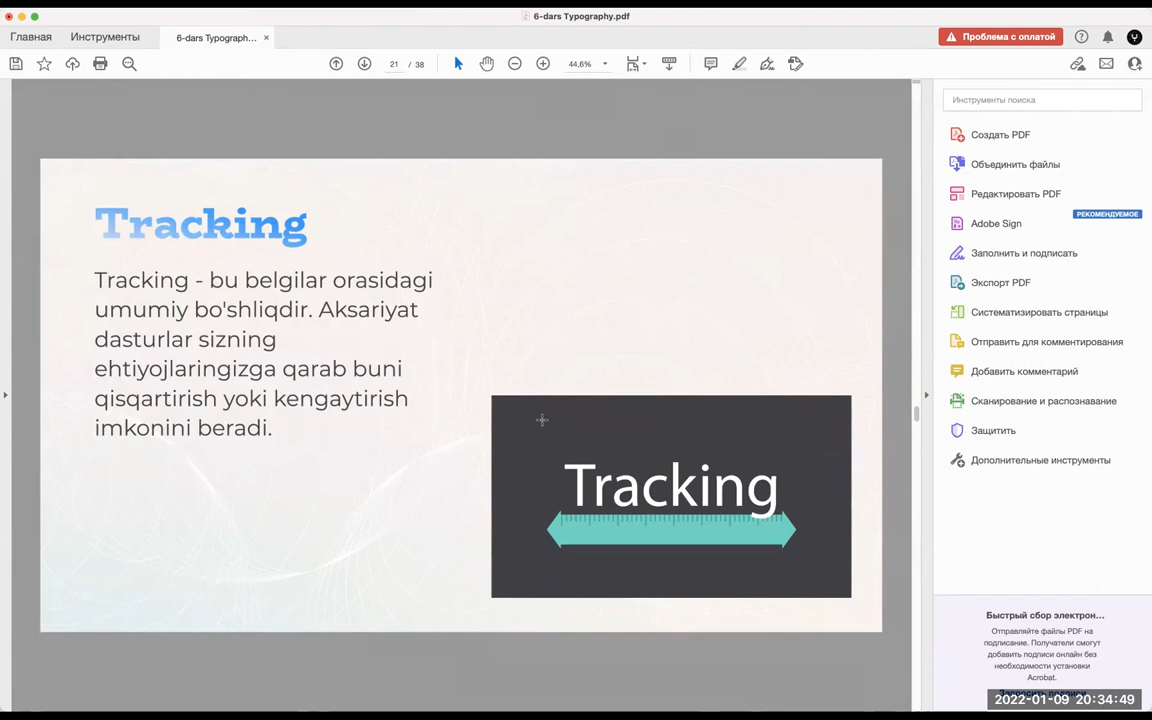 6-dars Typography.pdf
Главная
Инструменты
6-dars Typograph...
×
Проблема с оплатой
21 / 38
44,6%
Инструменты поиска
Tracking
Tracking - bu belgilar orasidagi
umumiy bo'shliqdir. Aksariyat
dasturlar sizning
ehtiyojlaringizga qarab buni
qisqartirish yoki kengaytirish
imkonini beradi.
Tracking
Создать PDF
Объединить файлы
Редактировать PDF
РЕКОМЕНДУЕМОЕ
Adobe Sign
Заполнить и подписать
Экспорт PDF
Систематизировать страницы
Отправить для комментирования
Добавить комментарий
Сканирование и распознавание
Защитить
Дополнительные инструменты
Быстрый сбор электрон...
Отправляйте файлы PDF на
подписание. Получатели смогут
добавить подписи онлайн без
необходимости установки
Acrobat.
Запросить подписи
2022-01-09 20:34:49